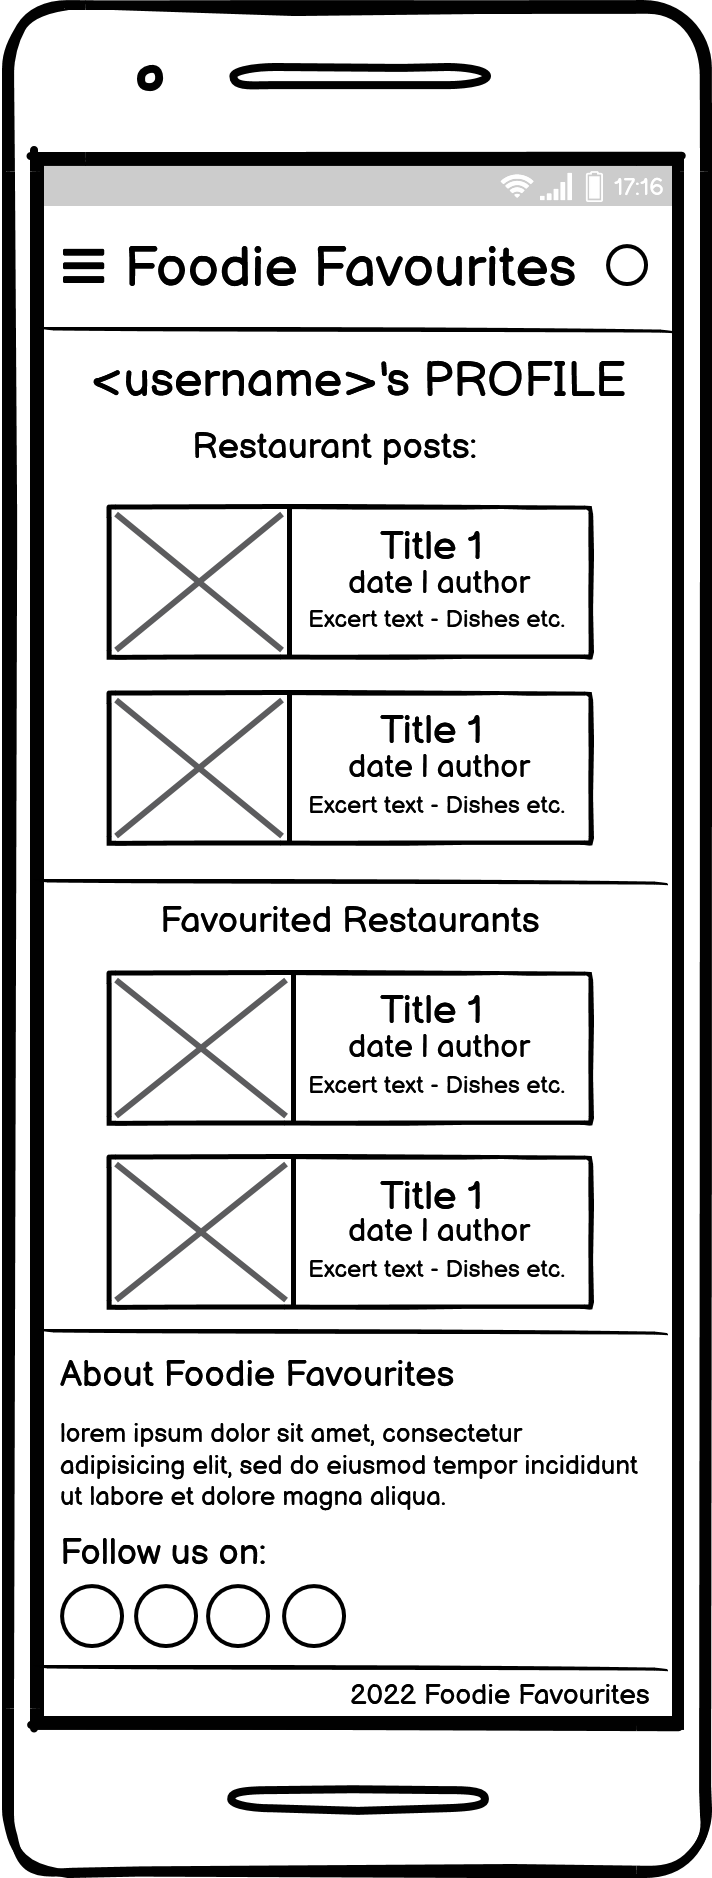 17:16
Foodie Favourites
<username>'s PROFILE
Restaurant posts:
Title 1
date | author
Excert text - Dishes etc.
Title 1
date | author
Excert text - Dishes etc.
Favourited Restaurants
Title 1
date | author
Excert text - Dishes etc.
Title 1
date | author
Excert text - Dishes etc.
About Foodie Favourites
lorem ipsum dolor sit amet, consectetur
adipisicing elit, sed do eiusmod tempor incididunt
ut labore et dolore magna aliqua.
Follow us on:
2022 Foodie Favourites